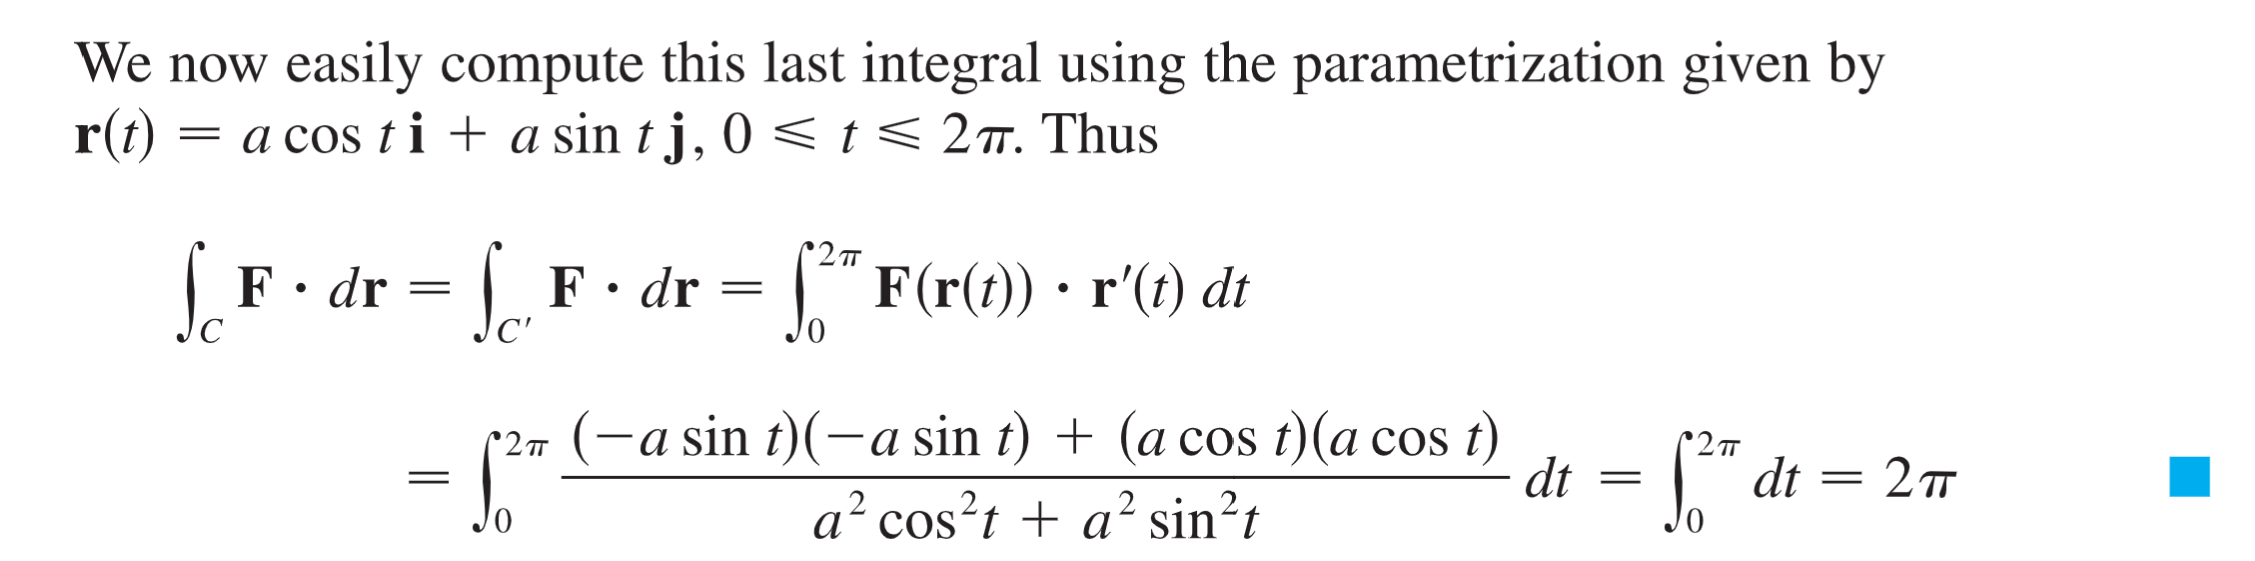 We now easily compute this last integral using the parametrization given by
r(t) = a cos t i + a sin t j, 0 ⩽ t ⩽ 2π. Thus
∫_C F · dr = ∫_C′ F · dr = ∫_0^2π F(r(t)) · r′(t) dt
= ∫_0^2π ((−a sin t)(−a sin t) + (a cos t)(a cos t))/(a² cos²t + a² sin²t) dt = ∫_0^2π dt = 2π